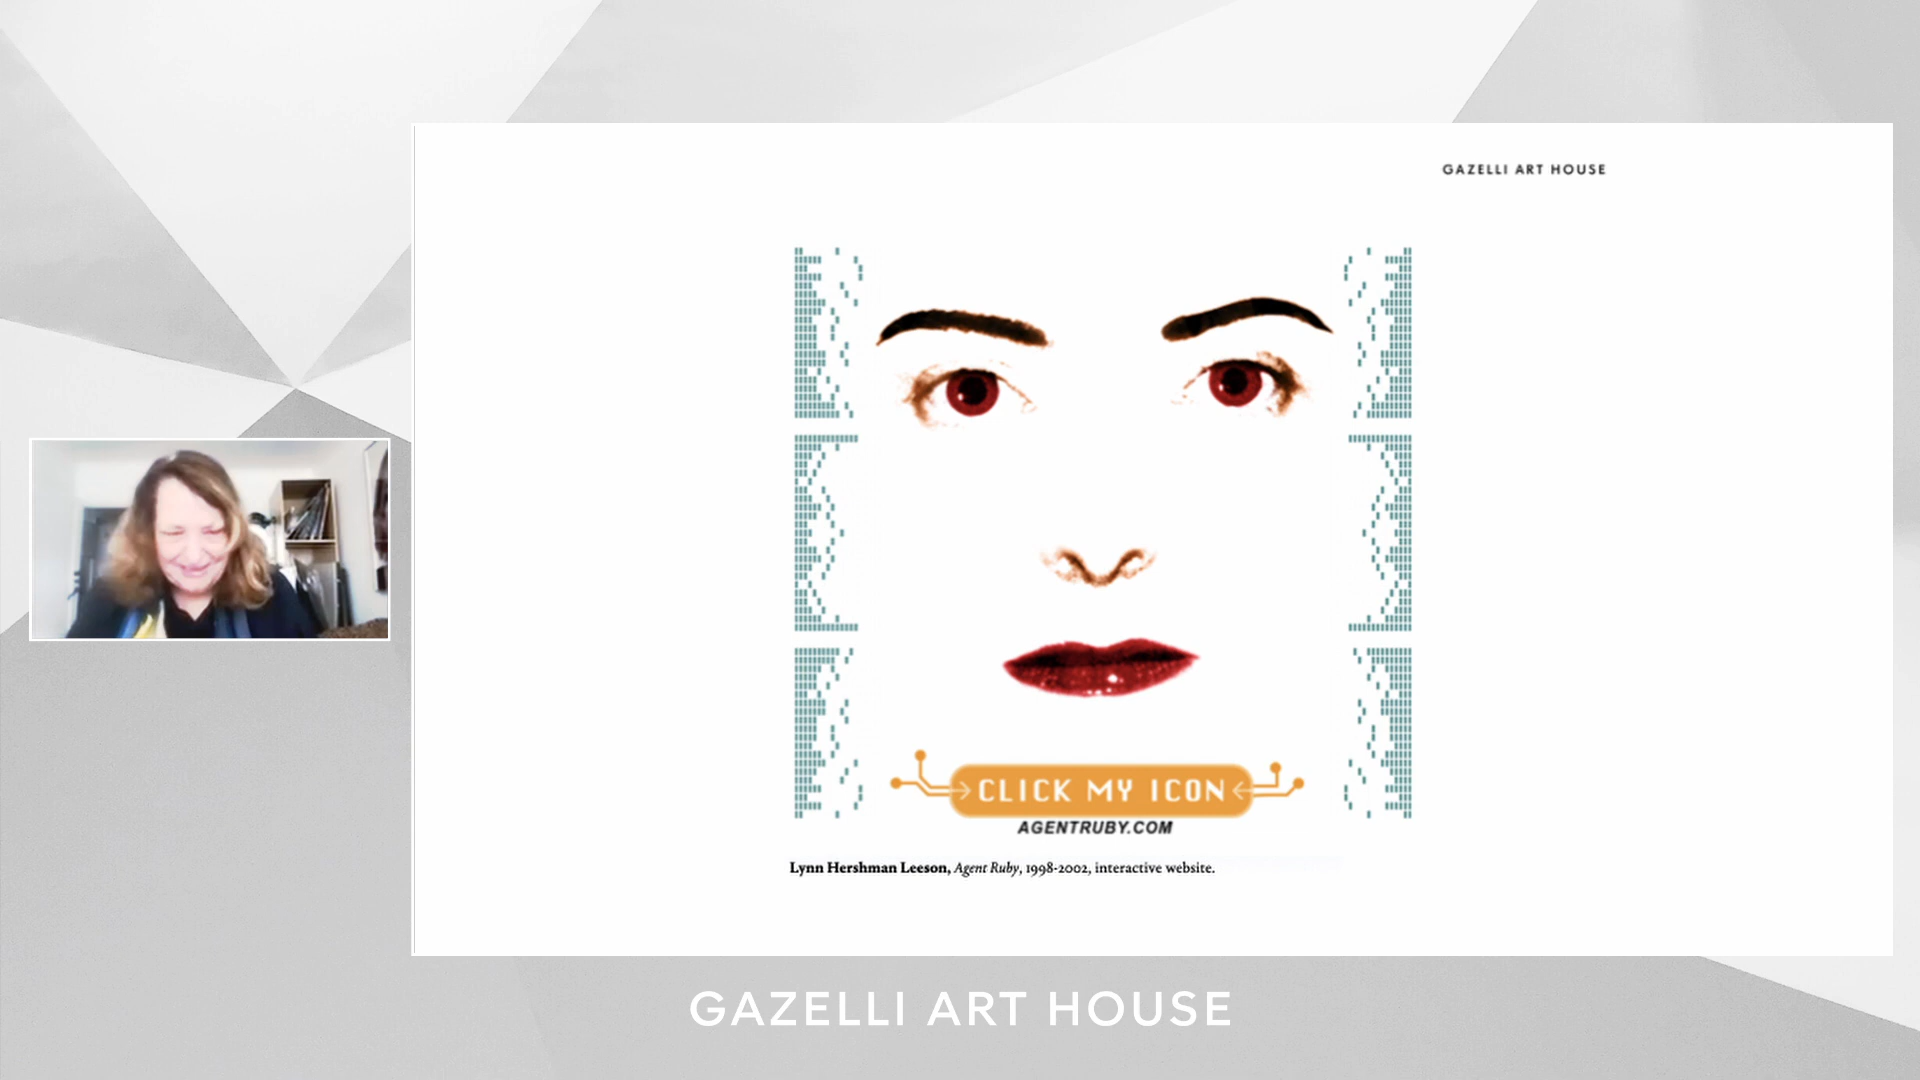 GAZELLI ART HOUSE
CLICK MY ICON
AGENTRUBY.COM
Lynn Hershman Leeson, Agent Ruby, 1998-2002, interactive website.
GAZELLI ART HOUSE